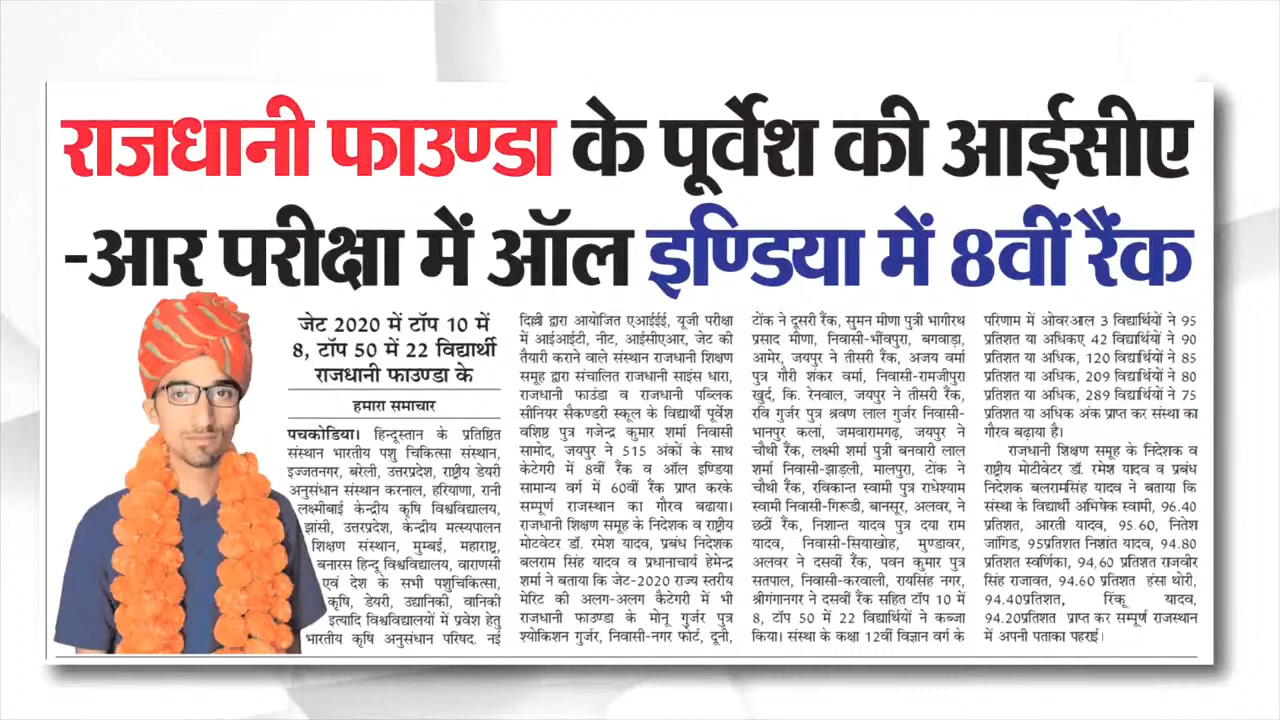 राजधानी फाउण्डा के पूर्वेश की आईसीए
-आर परीक्षा में ऑल इण्डिया में 8वीं रैंक
जेट 2020 में टॉप 10 में
8, टॉप 50 में 22 विद्यार्थी
राजधानी फाउण्डा के
हमारा समाचार
पचकोडिया। हिन्दुस्तान के प्रतिष्ठित
संस्थान भारतीय पशु चिकित्सा संस्थान,
इज्जतनगर, बरेली, उत्तरप्रदेश, राष्ट्रीय डेयरी
अनुसंधान संस्थान करनाल, हरियाणा, रानी
लक्ष्मीबाई केन्द्रीय कृषि विश्वविद्यालय,
झांसी, उत्तरप्रदेश, केन्द्रीय मत्स्यपालन
शिक्षण संस्थान, मुम्बई, महाराष्ट्र,
बनारस हिन्दु विश्वविद्यालय, वाराणसी
एवं देश के सभी पशुचिकित्सा,
कृषि, डेयरी, उद्यानिकी, वानिकी
इत्यादि विश्वविद्यालयों में प्रवेश हेतु
भारतीय कृषि अनुसंधान परिषद. नई
दिल्ली द्वारा आयोजित एआईईई, यूजी परीक्षा
में आईआईटी, नीट, आईसीएआर, जेट की
तैयारी कराने वाले संस्थान राजधानी शिक्षण
समूह द्वारा संचालित राजधानी साइंस धारा,
राजधानी फाऊंडा व राजधानी पब्लिक
सीनियर सैकण्डरी स्कूल के विद्यार्थी पूर्वेश
वशिष्ठ पुत्र गजेन्द्र कुमार शर्मा निवासी
सामोद, जयपुर ने 515 अंकों के साथ
केटेगरी में 8वीं रैंक व ऑल इण्डिया
सामान्य वर्ग में 60वीं रैंक प्राप्त करके
सम्पूर्ण राजस्थान का गौरव बढाया।
राजधानी शिक्षण समूह के निदेशक व राष्ट्रीय
मोटवेटर डॉ. रमेश यादव, प्रबंध निदेशक
बलराम सिंह यादव व प्रधानाचार्य हेमेन्द्र
शर्मा ने बताया कि जेट-2020 राज्य स्तरीय
मेरिट की अलग-अलग कैटेगरी में भी
राजधानी फाउण्डा के मोनू गुर्जर पुत्र
श्योकिशन गुर्जर, निवासी-नगर फोर्ट, दूनी,
टोंक ने दूसरी रैंक, सुमन मीणा पुत्री भागीरथ
प्रसाद मीणा, निवासी-भींवपुरा, बगवाड़ा,
आमेर, जयपुर ने तीसरी रैंक, अजय वर्मा
पुत्र गौरी शंकर वर्मा, निवासी-रामजीपुरा
खुर्द, कि. रेनवाल, जयपुर ने तीसरी रैंक,
रवि गुर्जर पुत्र श्रवण लाल गुर्जर निवासी-
भानपुर कलां, जमवारामगढ़, जयपुर ने
चौथी रैंक, लक्ष्मी शर्मा पुत्री बनवारी लाल
शर्मा निवासी-झाड़ली, मालपुरा, टोंक ने
चौथी रैंक, रविकान्त स्वामी पुत्र राधेश्याम
स्वामी निवासी-गिरूडी, बानसूर, अलवर, ने
छठीं रैंक, निशान्त यादव पुत्र दया राम
यादव, निवासी-सियाखोह, मुण्डावर,
अलवर ने दसवीं रैंक, पवन कुमार पुत्र
सतपाल, निवासी-करवाली, रायसिंह नगर,
श्रीगंगानगर ने दसवीं रैंक सहित टॉप 10 में
8, टॉप 50 में 22 विद्यार्थियों ने कब्जा
किया। संस्था के कक्षा 12वीं विज्ञान वर्ग के
परिणाम में ओवरआल 3 विद्यार्थियों ने 95
प्रतिशत या अधिकए 42 विद्यार्थियों ने 90
प्रतिशत या अधिक, 120 विद्यार्थियों ने 85
प्रतिशत या अधिक, 209 विद्यार्थियों ने 80
प्रतिशत या अधिक, 289 विद्यार्थियों ने 75
प्रतिशत या अधिक अंक प्राप्त कर संस्था का
गौरव बढ़ाया है।
राजधानी शिक्षण समूह के निदेशक व
राष्ट्रीय मोटीवेटर डॉ. रमेश यादव व प्रबंध
निदेशक बलरामसिंह यादव ने बताया कि
संस्था के विद्यार्थी अभिषेक स्वामी, 96.40
प्रतिशत, आरती यादव, 95.60, नितेश
जांगिड, 95प्रतिशत निशांत यादव, 94.80
प्रतिशत स्वर्णिका, 94.60 प्रतिशत राजवीर
सिंह राजावत, 94.60 प्रतिशत हंसा थोरी,
94.40प्रतिशत, रिंकू यादव,
94.20प्रतिशत प्राप्त कर सम्पूर्ण राजस्थान
में अपनी पताका पहराई।